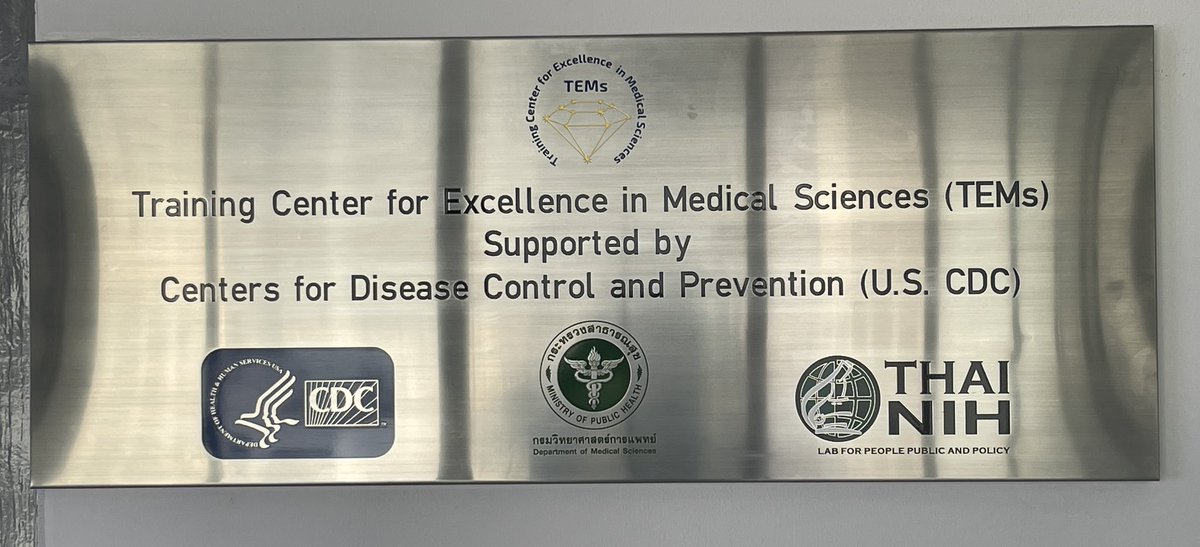 Training Center for Excellence in Medical Sciences
TEMs
Training Center for Excellence in Medical Sciences (TEMs)
Supported by
Centers for Disease Control and Prevention (U.S. CDC)
DEPARTMENT OF HEALTH & HUMAN SERVICES USA
CDC
TM
กระทรวงสาธารณสุข
MINISTRY OF PUBLIC HEALTH
กรมวิทยาศาสตร์การแพทย์
Department of Medical Sciences
THAI
NIH
LAB FOR PEOPLE PUBLIC AND POLICY